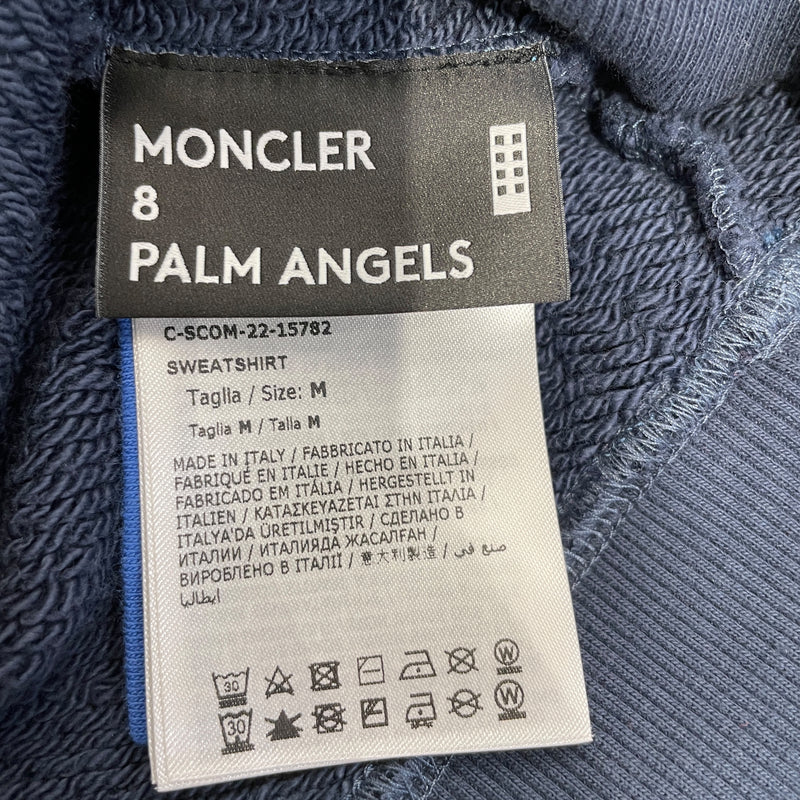 MONCLER
8
PALM ANGELS
C-SCOM-22-15782
SWEATSHIRT
Taglia / Size: M
Taglia M / Talla M
MADE IN ITALY / FABBRICATO IN ITALIA /
FABRIQUÉ EN ITALIE / HECHO EN ITALIA /
FABRICADO EM ITÁLIA / HERGESTELLT IN
ITALIEN / ΚΑΤΑΣΚΕΥΑΖΕΤΑΙ ΣΤΗΝ ΙΤΑΛΙΑ /
ITALYA'DA ÜRETILMIŞTIR / СДЕЛАНО В
ИТАЛИИ / ИТАЛИЯДА ЖАСАЛҒАН /
ВИРОБЛЕНО В ІТАЛІЇ / 意大利製造 / صنع في
ايطاليا
30
W
30
W